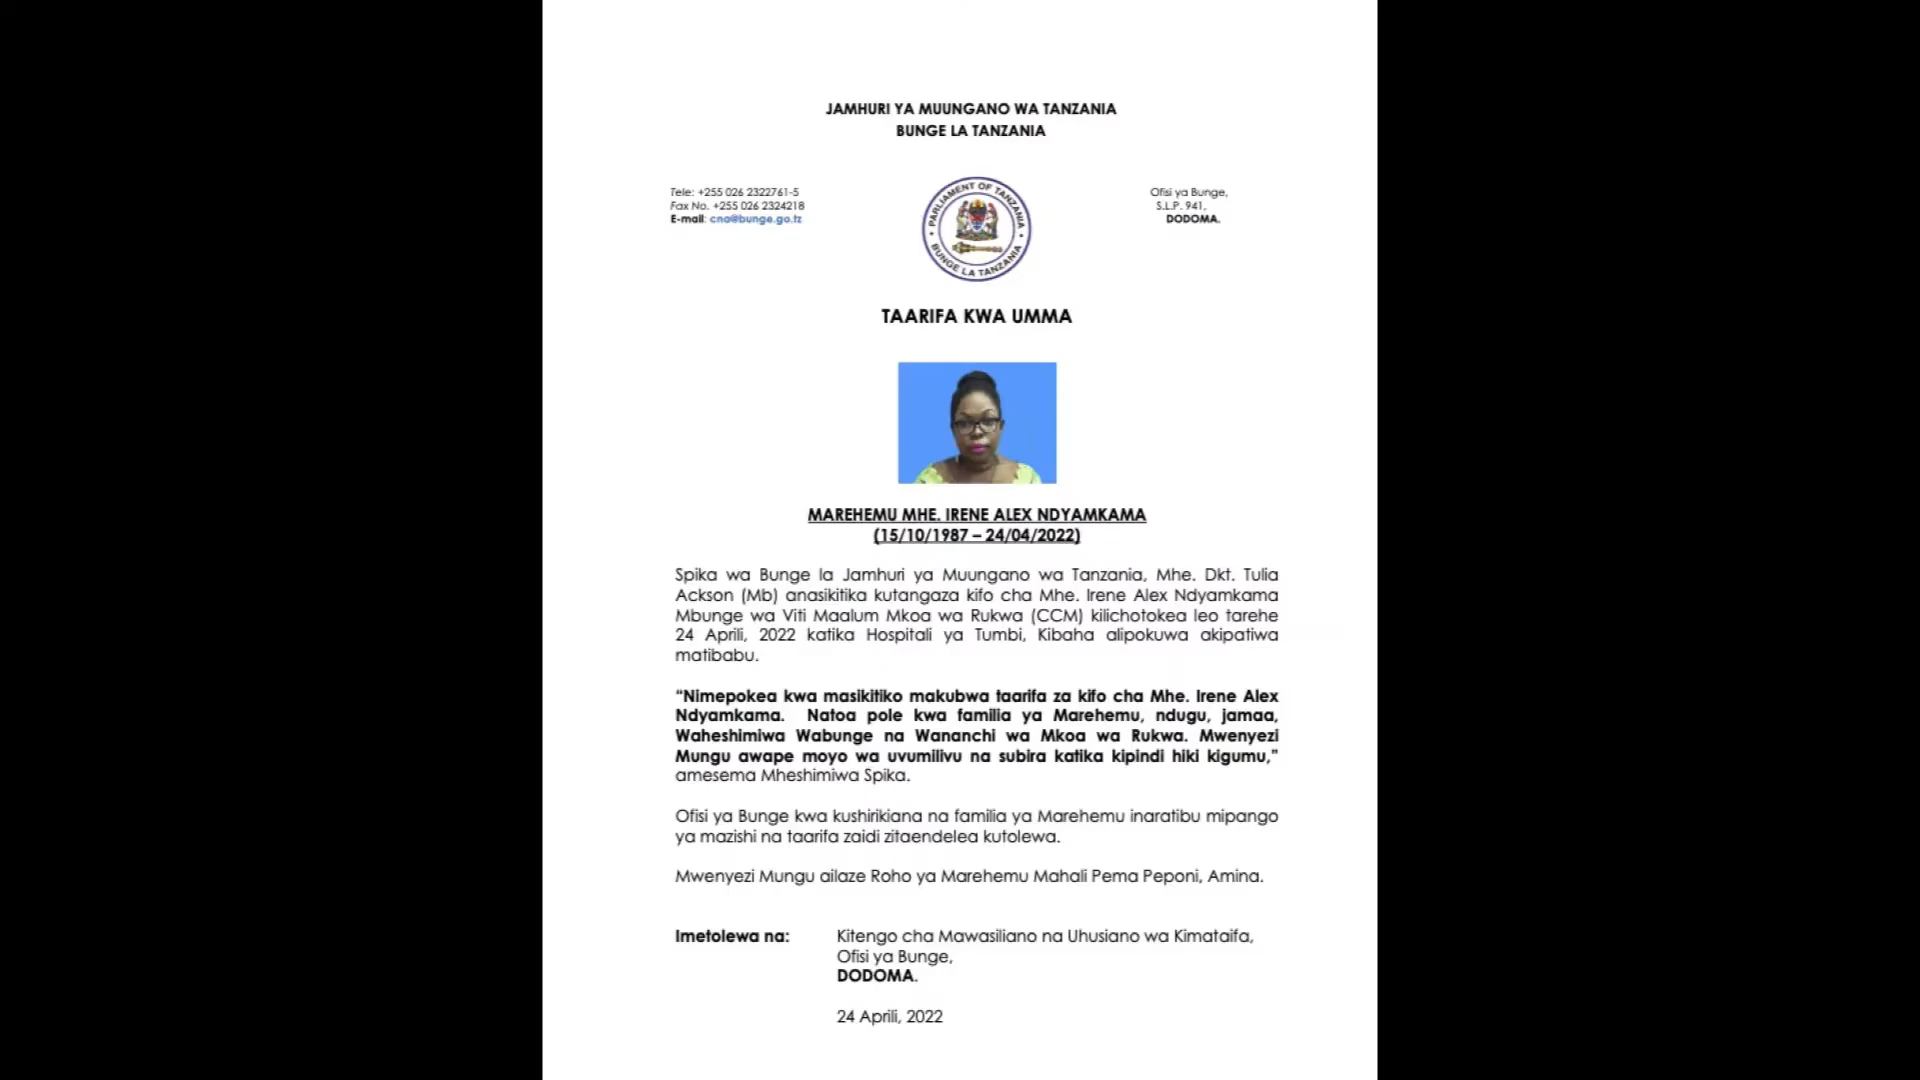 JAMHURI YA MUUNGANO WA TANZANIA
BUNGE LA TANZANIA
Tele: +255 026 2322761-5
Fax No. +255 026 2324218
E-mail: cna@bunge.go.tz
PARLIAMENT OF TANZANIA
BUNGE LA TANZANIA
Ofisi ya Bunge,
S.L.P. 941,
DODOMA.
TAARIFA KWA UMMA
MAREHEMU MHE. IRENE ALEX NDYAMKAMA
(15/10/1987 – 24/04/2022)
Spika wa Bunge la Jamhuri ya Muungano wa Tanzania, Mhe. Dkt. Tulia
Ackson (Mb) anasikitika kutangaza kifo cha Mhe. Irene Alex Ndyamkama
Mbunge wa Viti Maalum Mkoa wa Rukwa (CCM) kilichotokea leo tarehe
24 Aprili, 2022 katika Hospitali ya Tumbi, Kibaha alipokuwa akipatiwa
matibabu.
“Nimepokea kwa masikitiko makubwa taarifa za kifo cha Mhe. Irene Alex
Ndyamkama. Natoa pole kwa familia ya Marehemu, ndugu, jamaa,
Waheshimiwa Wabunge na Wananchi wa Mkoa wa Rukwa. Mwenyezi
Mungu awape moyo wa uvumilivu na subira katika kipindi hiki kigumu,”
amesema Mheshimiwa Spika.
Ofisi ya Bunge kwa kushirikiana na familia ya Marehemu inaratibu mipango
ya mazishi na taarifa zaidi zitaendelea kutolewa.
Mwenyezi Mungu ailaze Roho ya Marehemu Mahali Pema Peponi, Amina.
Imetolewa na: Kitengo cha Mawasiliano na Uhusiano wa Kimataifa,
Ofisi ya Bunge,
DODOMA.
24 Aprili, 2022